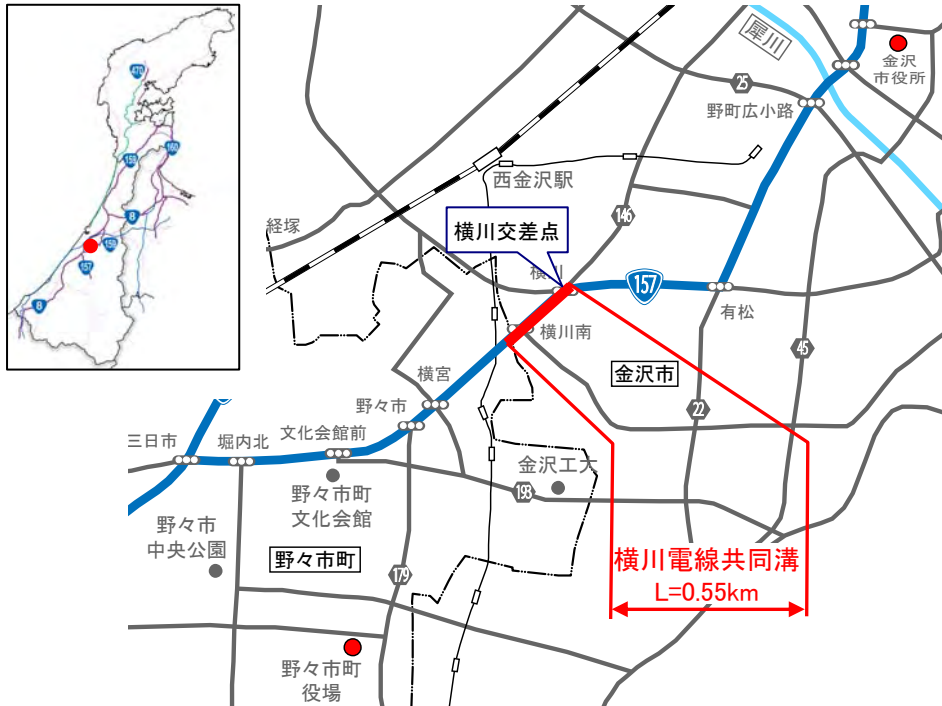 470
159
160
8
159
157
8
犀川
金沢
市役所
25
野町広小路
西金沢駅
146
経塚
横川交差点
横川
157
有松
横川南
45
金沢市
横宮
22
野々市
文化会館前
堀内北
三日市
金沢工大
193
野々市町
文化会館
野々市
中央公園
野々市町
179
横川電線共同溝
L=0.55km
野々市町
役場